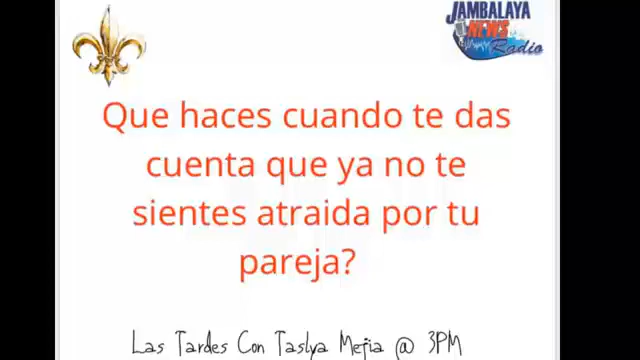 JAMBALAYA
NEWS
Radio
Que haces cuando te das
cuenta que ya no te
sientes atraida por tu
pareja?
Las Tardes Con Taslya Mejia @ 3PM